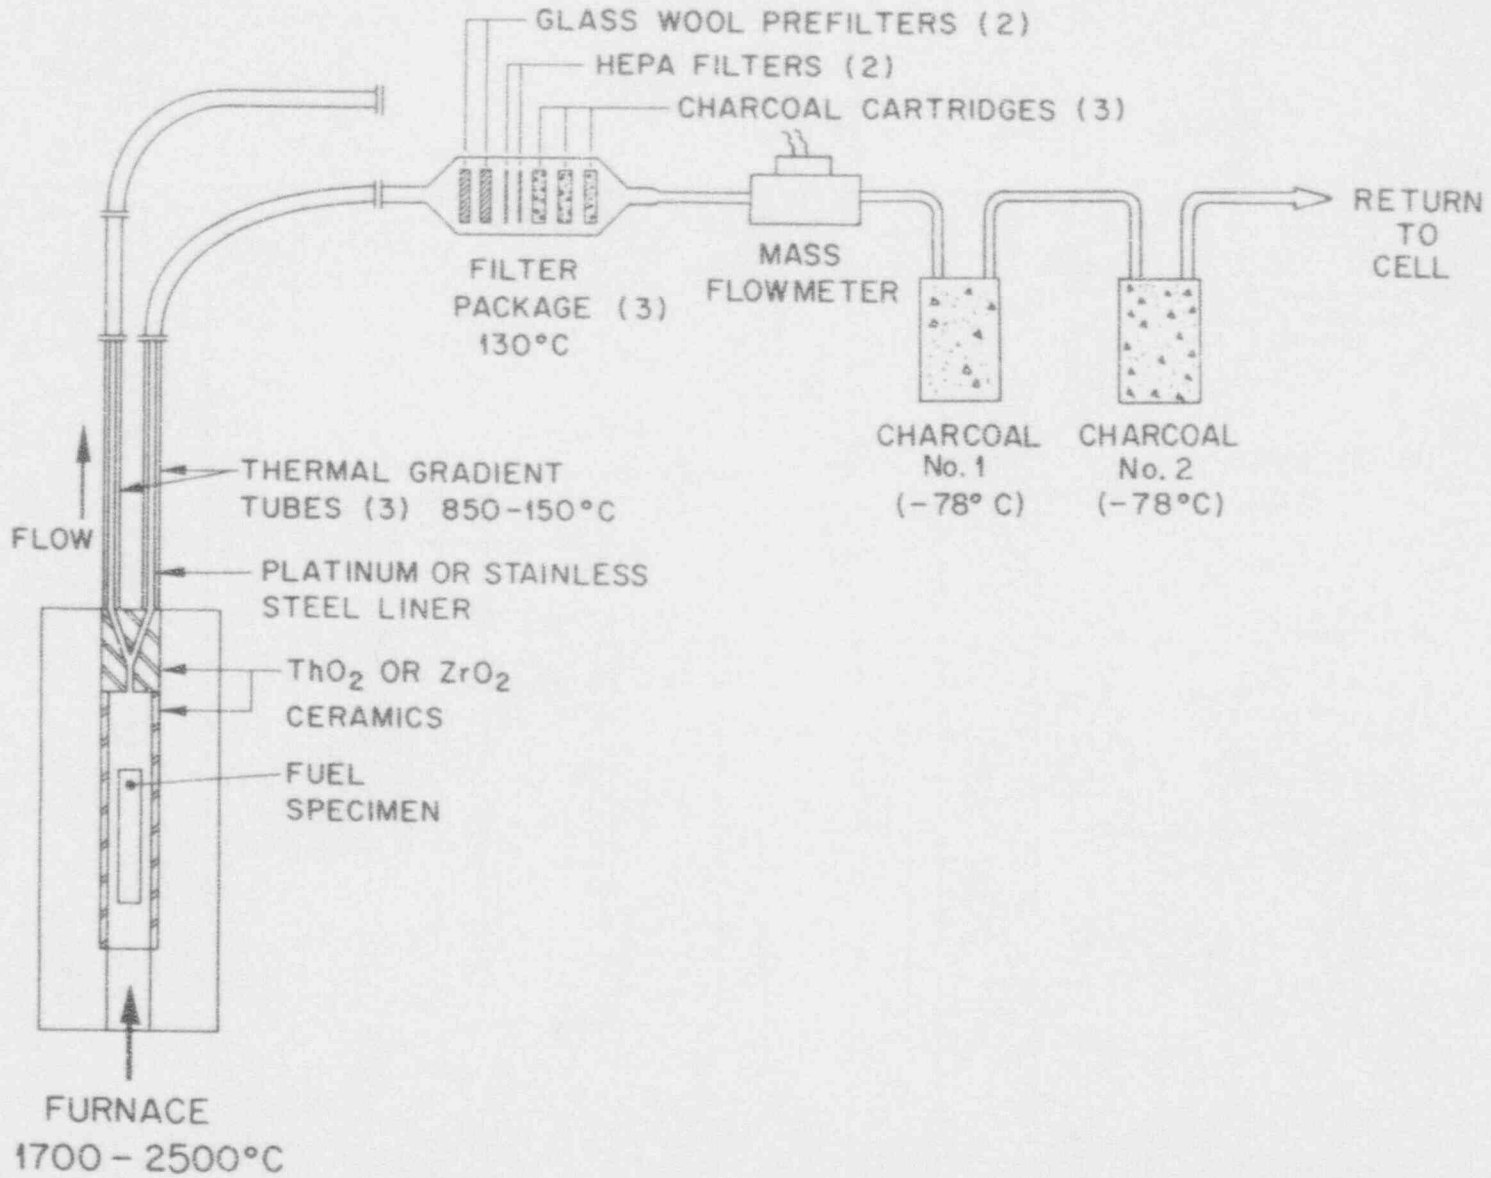 GLASS WOOL PREFILTERS (2)
HEPA FILTERS (2)
CHARCOAL CARTRIDGES (3)
RETURN
TO
CELL
MASS
FLOWMETER
FILTER
PACKAGE (3)
130°C
CHARCOAL
No. 1
(-78°C)
CHARCOAL
No. 2
(-78°C)
THERMAL GRADIENT
TUBES (3) 850-150°C
FLOW
PLATINUM OR STAINLESS
STEEL LINER
ThO₂ OR ZrO₂
CERAMICS
FUEL
SPECIMEN
FURNACE
1700-2500°C